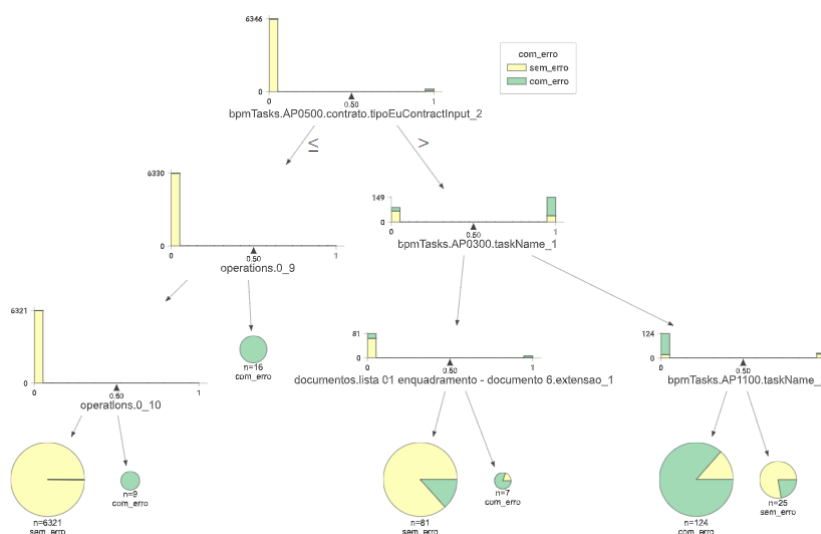 6346
0
0
0.50
1
bpmTasks.AP0500.contrato.tipoEuContractInput_2
com_erro
sem_erro
com_erro
≤
>
6330
0
0
0.50
1
operations.0_9
149
0
0
0.50
1
bpmTasks.AP0300.taskName_1
6321
0
0
0.50
1
operations.0_10
n=16
com_erro
81
0
0
0.50
1
documentos.lista 01 enquadramento - documento 6.extensao_1
124
0
0
0.50
bpmTasks.AP1100.taskName_
n=6321
sem_erro
n=9
com_erro
n=81
sem_erro
n=7
com_erro
n=124
com_erro
n=25
sem_erro